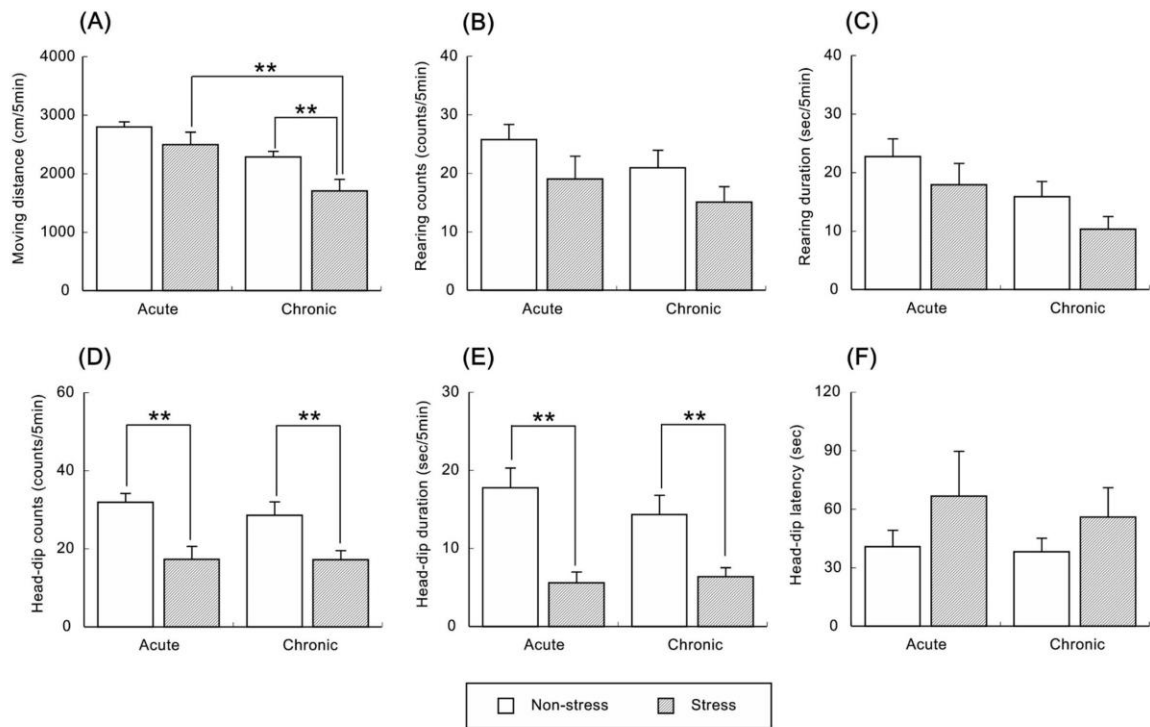 (A)
Moving distance (cm/5min)
4000
3000
2000
1000
0
**
**
Acute
Chronic
(B)
Rearing counts (counts/5min)
40
30
20
10
0
Acute
Chronic
(C)
Rearing duration (sec/5min)
40
30
20
10
0
Acute
Chronic
(D)
Head-dip counts (counts/5min)
60
40
20
0
**
**
Acute
Chronic
(E)
Head-dip duration (sec/5min)
30
20
10
0
**
**
Acute
Chronic
(F)
Head-dip latency (sec)
120
90
60
30
0
Acute
Chronic
Non-stress
Stress